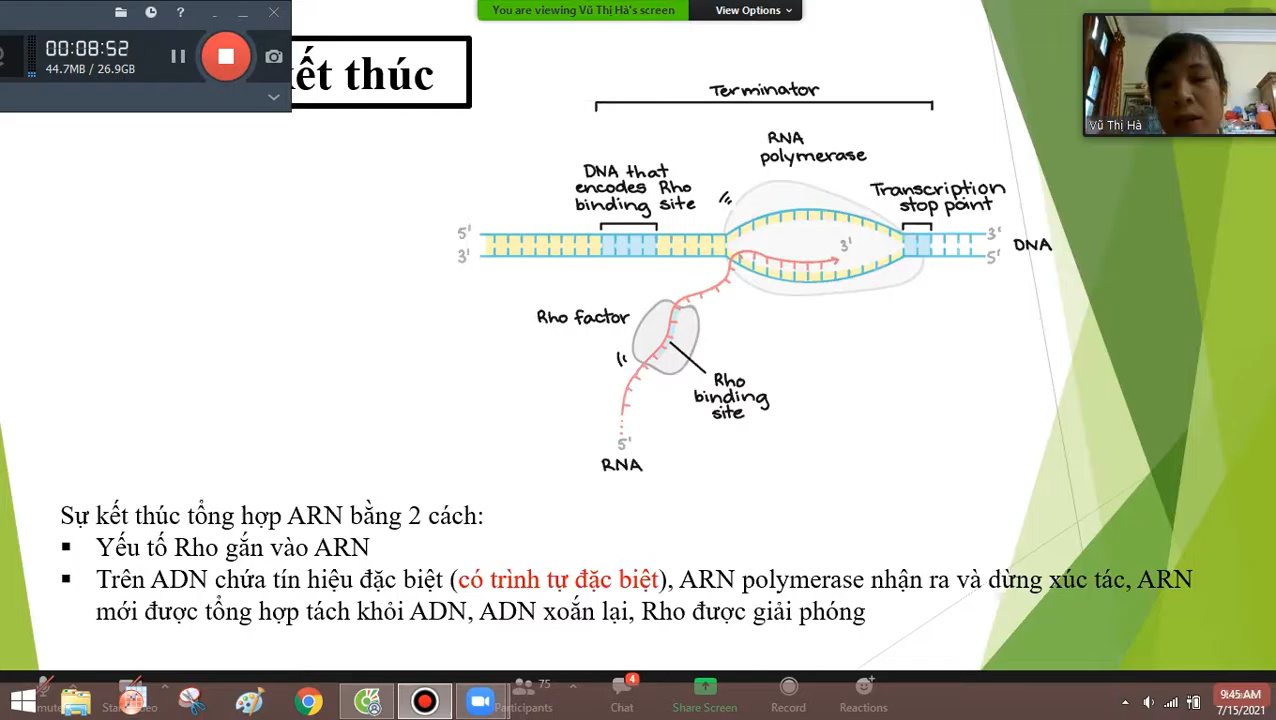 You are viewing Vũ Thị Hà's screen
View Options
00:08:52
44.7MB / 26.9GB
kết thúc
Vũ Thị Hà
Terminator
RNA
polymerase
DNA that
encodes Rho
binding site
Transcription
stop point
5'
3'
3'
3'
5'
DNA
Rho factor
Rho
binding
site
5'
RNA
Sự kết thúc tổng hợp ARN bằng 2 cách:
▪ Yếu tố Rho gắn vào ARN
▪ Trên ADN chứa tín hiệu đặc biệt (có trình tự đặc biệt), ARN polymerase nhận ra và dừng xúc tác, ARN
mới được tổng hợp tách khỏi ADN, ADN xoắn lại, Rho được giải phóng
75
4
Participants
Chat
Share Screen
Record
Reactions
9:45 AM
7/15/2021